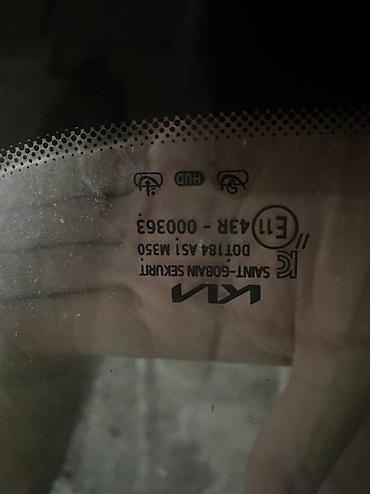 KIA
SAINT-GOBAIN SEKURIT
DOT184 AS1 M350
E11 43R - 000363
HUD